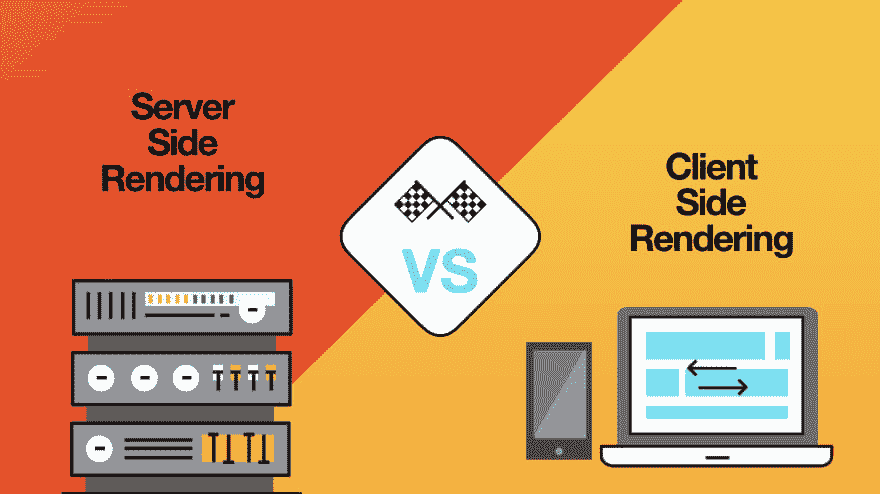 Server
Side
Rendering
VS
Client
Side
Rendering